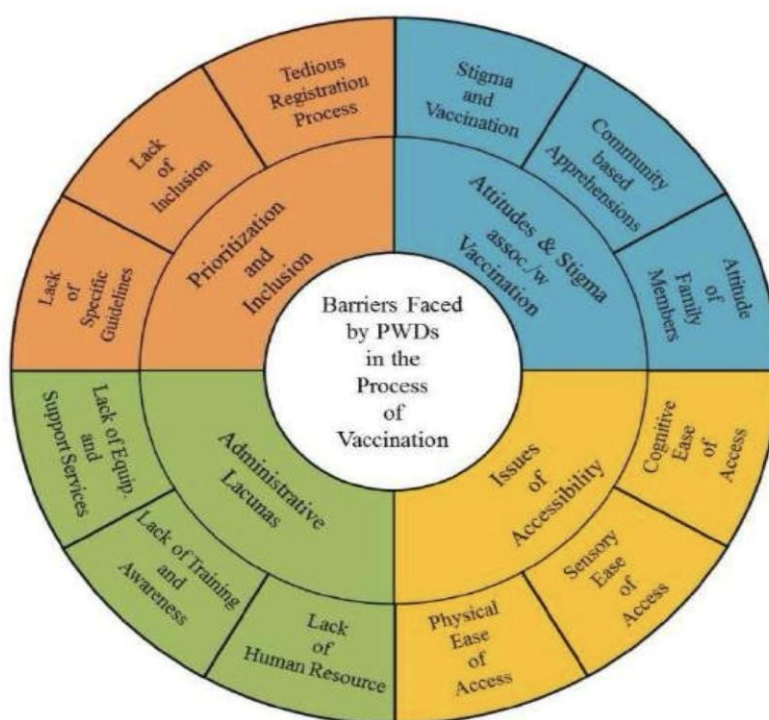 Tedious
Registration
Process
Stigma
and
Vaccination
Lack
of
Inclusion
Community
based
Apprehensions
Lack
of
Specific
Guidelines
Prioritization
and
Inclusion
Attitudes & Stigma
assoc./w
Vaccination
Attitude
of
Family
Members
Barriers Faced
by PWDs
in the
Process
of
Vaccination
Lack of Equip.
and
Support Services
Administrative
Lacunas
Issues
of
Accessibility
Cognitive
Ease
of
Access
Lack of Training
and
Awareness
Sensory
Ease
of
Access
Lack
of
Human Resource
Physical
Ease
of
Access